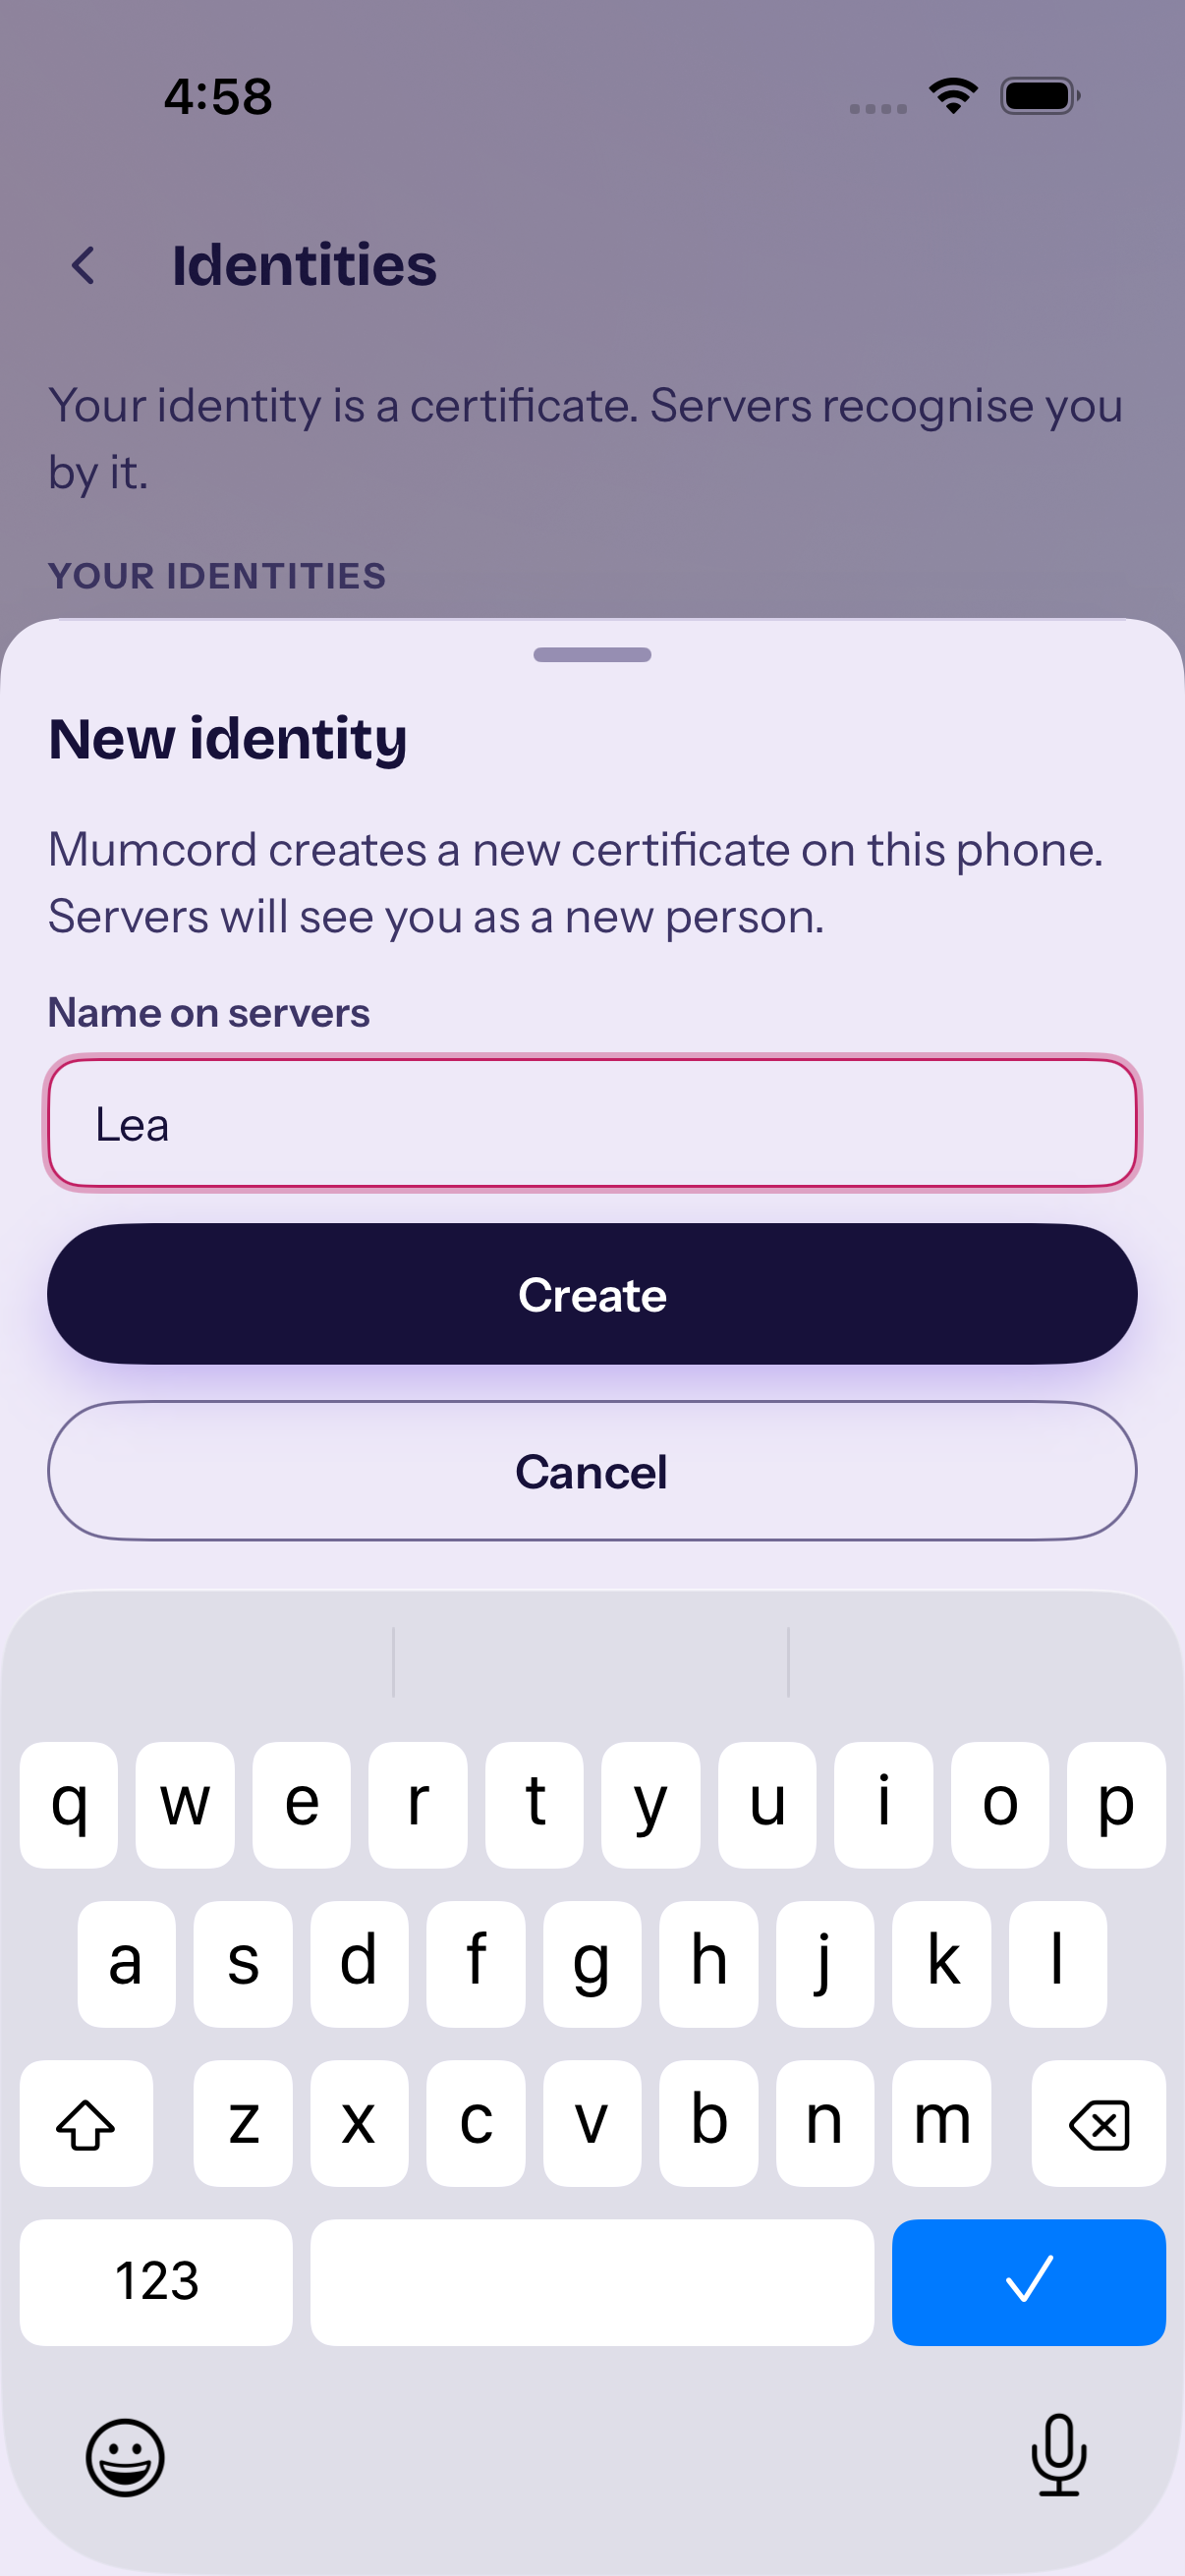 4:58
Identities
Your identity is a certificate. Servers recognise you
by it.
YOUR IDENTITIES
New identity
Mumcord creates a new certificate on this phone.
Servers will see you as a new person.
Name on servers
Lea
Create
Cancel
q w e r t y u i o p
a s d f g h j k l
z x c v b n m
123